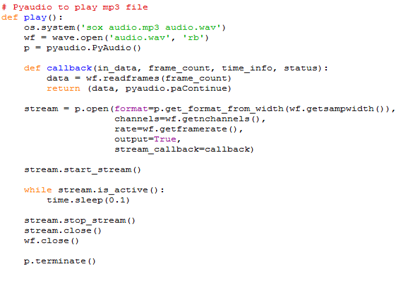 # Pyaudio to play mp3 file
def play():
    os.system('sox audio.mp3 audio.wav')
    wf = wave.open('audio.wav', 'rb')
    p = pyaudio.PyAudio()

    def callback(in_data, frame_count, time_info, status):
        data = wf.readframes(frame_count)
        return (data, pyaudio.paContinue)

    stream = p.open(format=p.get_format_from_width(wf.getsampwidth()),
                    channels=wf.getnchannels(),
                    rate=wf.getframerate(),
                    output=True,
                    stream_callback=callback)

    stream.start_stream()

    while stream.is_active():
        time.sleep(0.1)

    stream.stop_stream()
    stream.close()
    wf.close()

    p.terminate()